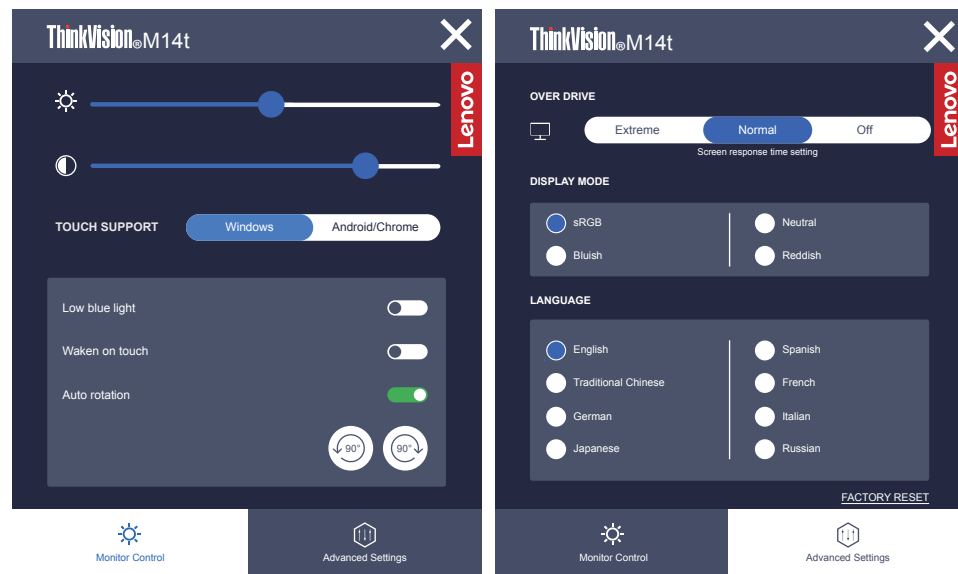 ThinkVision®M14t
Lenovo
TOUCH SUPPORT Windows Android/Chrome
Low blue light
Waken on touch
Auto rotation
90° 90°
Monitor Control Advanced Settings
ThinkVision®M14t
Lenovo
OVER DRIVE
Extreme Normal Off
Screen response time setting
DISPLAY MODE
sRGB Neutral
Bluish Reddish
LANGUAGE
English Spanish
Traditional Chinese French
German Italian
Japanese Russian
FACTORY RESET
Monitor Control Advanced Settings